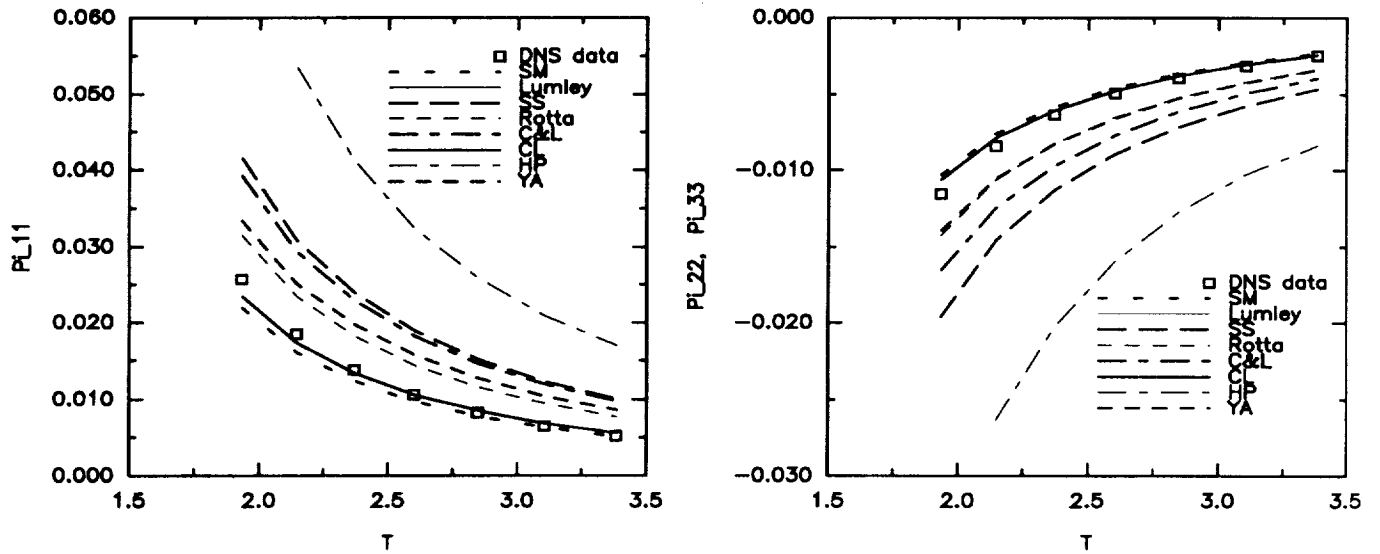 0.060
0.050
0.040
0.030
0.020
0.010
0.000
Pi_11
1.5 2.0 2.5 3.0 3.5
T
DNS data
SM
Lumley
SS
Rotta
C&L
CL
HP
YA
0.000
-0.010
-0.020
-0.030
Pi_22, Pi_33
1.5 2.0 2.5 3.0 3.5
T
DNS data
SM
Lumley
SS
Rotta
C&L
CL
HP
YA